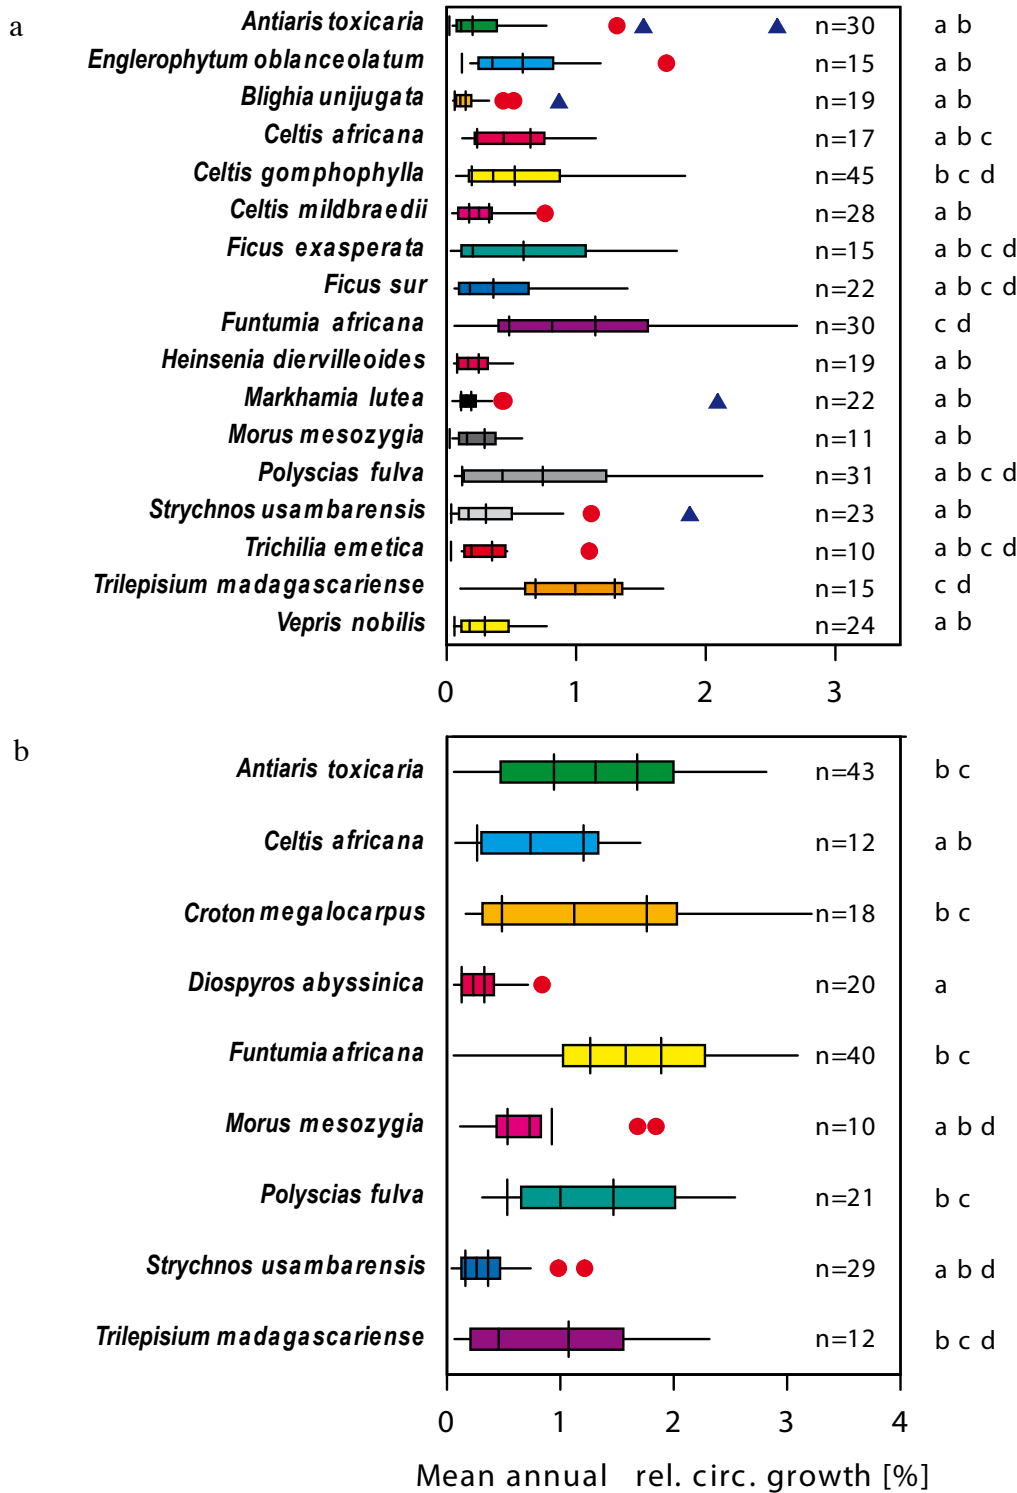 a
Antiaris toxicaria n=30 a b
Englerophytum oblanceolatum n=15 a b
Blighia unijugata n=19 a b
Celtis africana n=17 a b c
Celtis gomphophylla n=45 b c d
Celtis mildbraedii n=28 a b
Ficus exasperata n=15 a b c d
Ficus sur n=22 a b c d
Funtumia africana n=30 c d
Heinsenia diervilleoides n=19 a b
Markhamia lutea n=22 a b
Morus mesozygia n=11 a b
Polyscias fulva n=31 a b c d
Strychnos usambarensis n=23 a b
Trichilia emetica n=10 a b c d
Trilepisium madagascariense n=15 c d
Vepris nobilis n=24 a b
0 1 2 3
b
Antiaris toxicaria n=43 b c
Celtis africana n=12 a b
Croton megalocarpus n=18 b c
Diospyros abyssinica n=20 a
Funtumia africana n=40 b c
Morus mesozygia n=10 a b d
Polyscias fulva n=21 b c
Strychnos usambarensis n=29 a b d
Trilepisium madagascariense n=12 b c d
0 1 2 3 4
Mean annual rel. circ. growth [%]